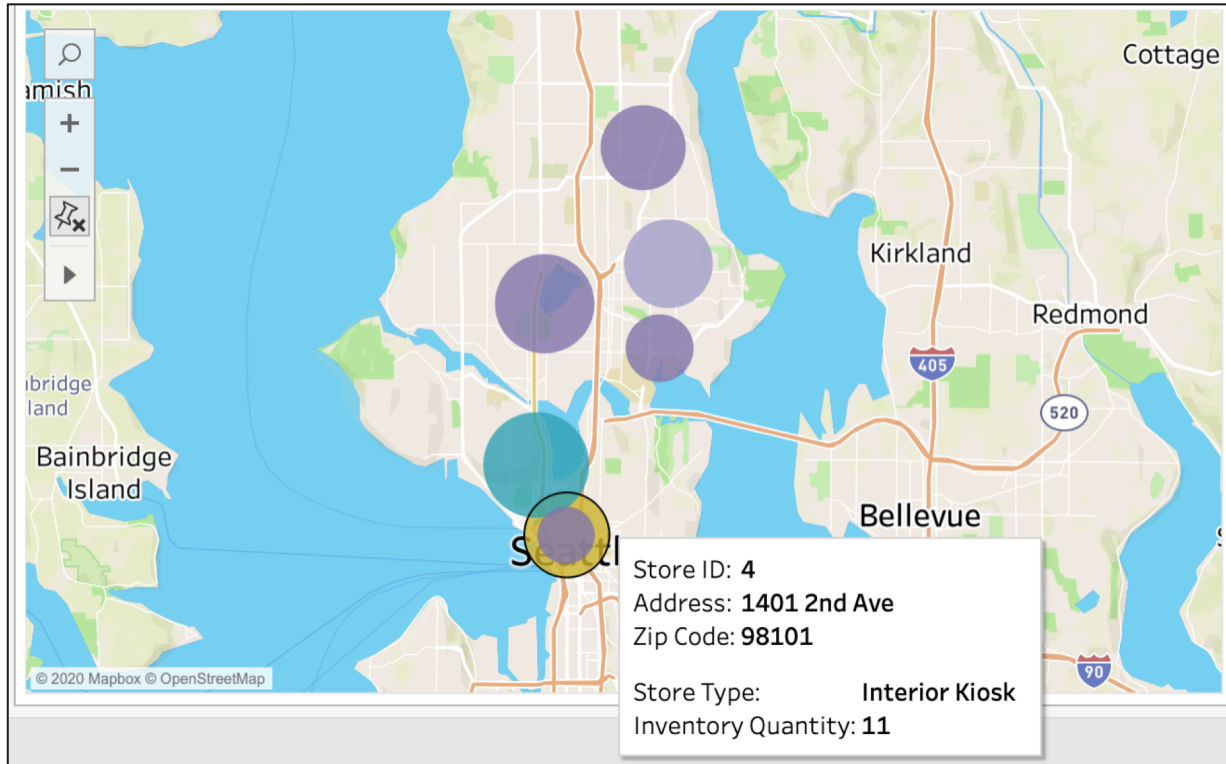 Cottage
amish
+
−
Kirkland
Redmond
405
nbridge
land
520
Bainbridge
Island
Bellevue
Seattl
Store ID: 4
Address: 1401 2nd Ave
Zip Code: 98101
Store Type: Interior Kiosk
Inventory Quantity: 11
90
© 2020 Mapbox © OpenStreetMap